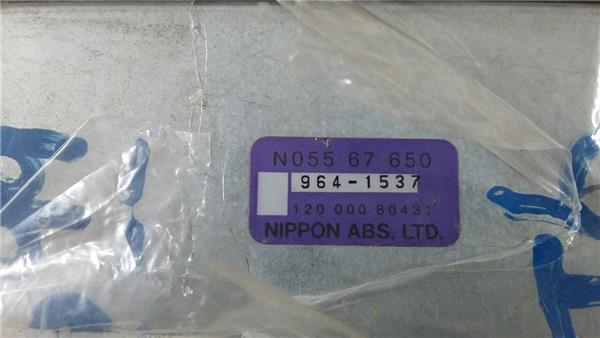 N055 67 650
964-1537
120 000 80431
NIPPON ABS, LTD.